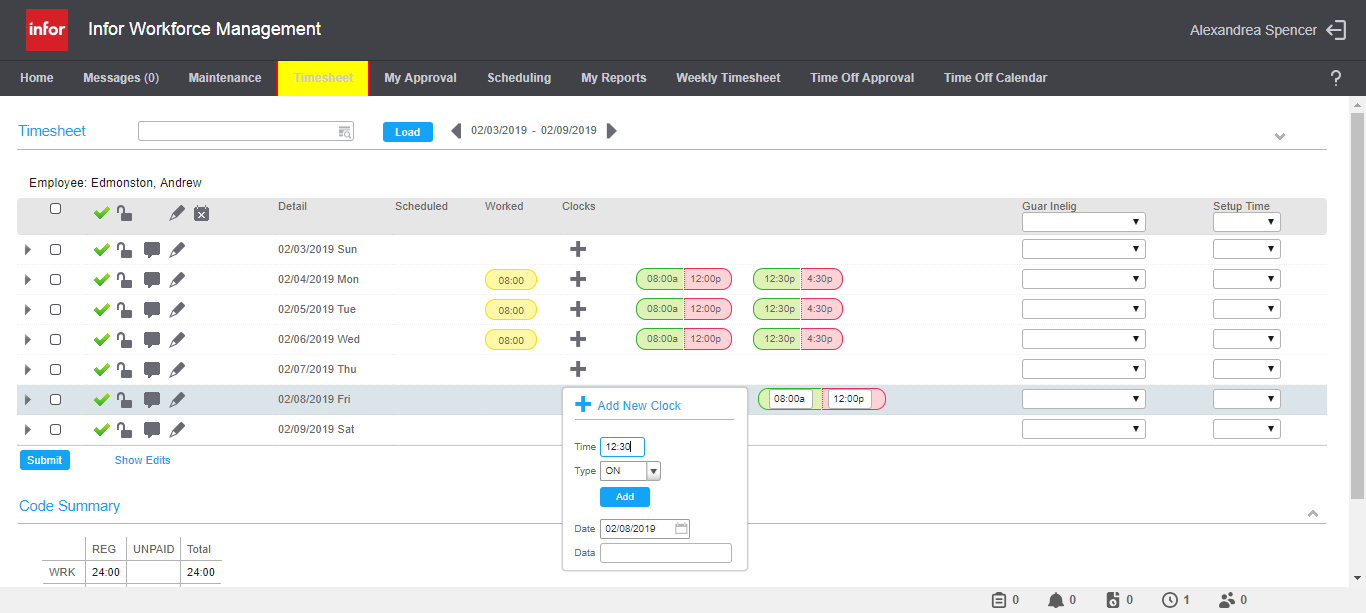 infor Infor Workforce Management Alexandrea Spencer
Home Messages (0) Maintenance Timesheet My Approval Scheduling My Reports Weekly Timesheet Time Off Approval Time Off Calendar ?
Timesheet Load 02/03/2019 - 02/09/2019
Employee: Edmonston, Andrew
Detail Scheduled Worked Clocks Guar Inelig Setup Time
02/03/2019 Sun
02/04/2019 Mon 08:00 08:00a 12:00p 12:30p 4:30p
02/05/2019 Tue 08:00 08:00a 12:00p 12:30p 4:30p
02/06/2019 Wed 08:00 08:00a 12:00p 12:30p 4:30p
02/07/2019 Thu
02/08/2019 Fri 08:00a 12:00p
02/09/2019 Sat
Add New Clock
Time 12:30
Type ON
Add
Date 02/08/2019
Data
Submit Show Edits
Code Summary
REG UNPAID Total
WRK 24:00 24:00
0 0 0 1 0